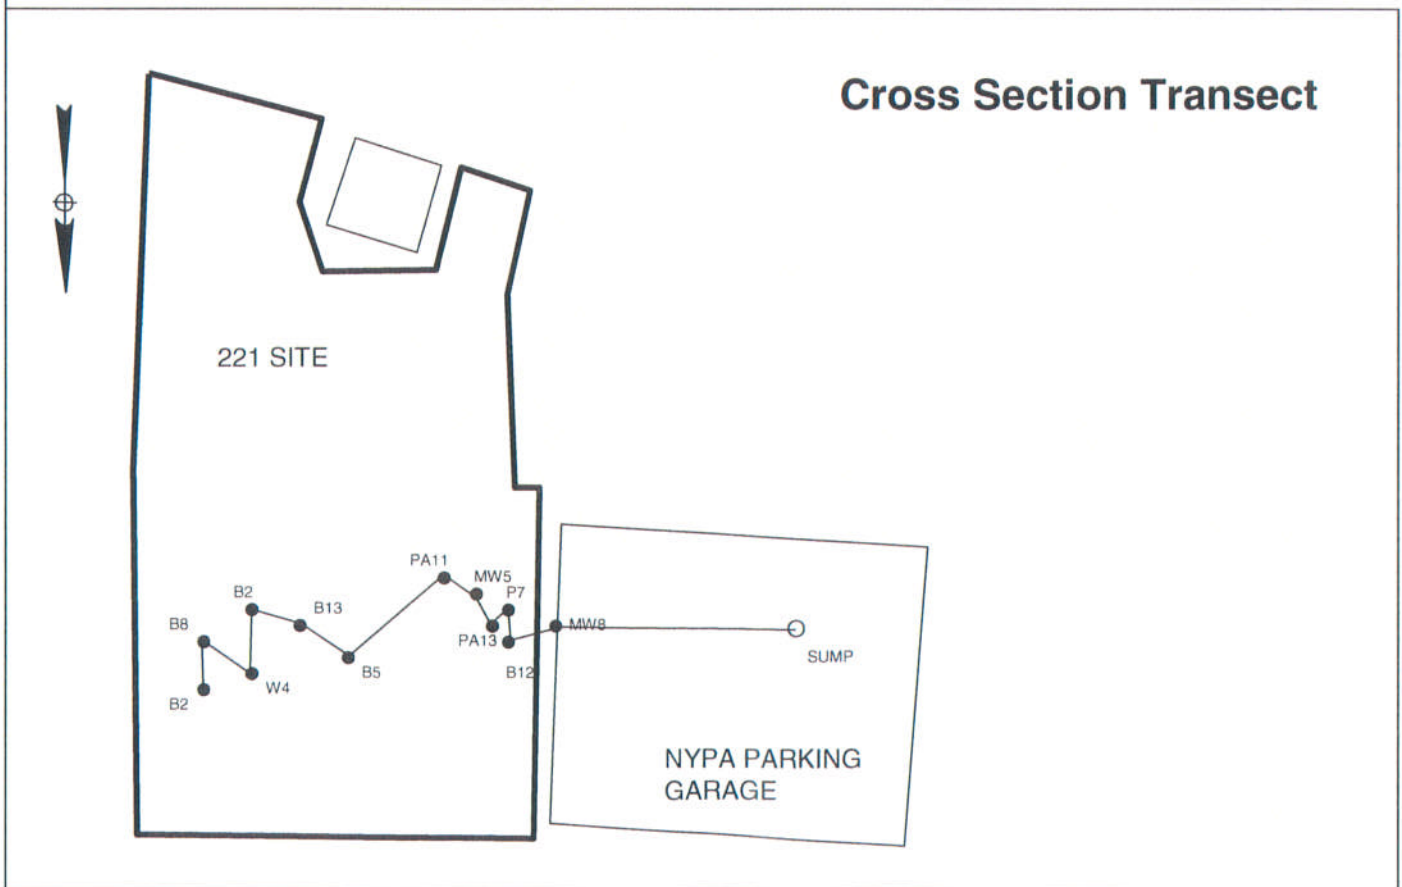 Cross Section Transect
221 SITE
PA11
MW5
B2
P7
B13
B8
MW8
PA13
SUMP
B5
B12
W4
B2
NYPA PARKING
GARAGE